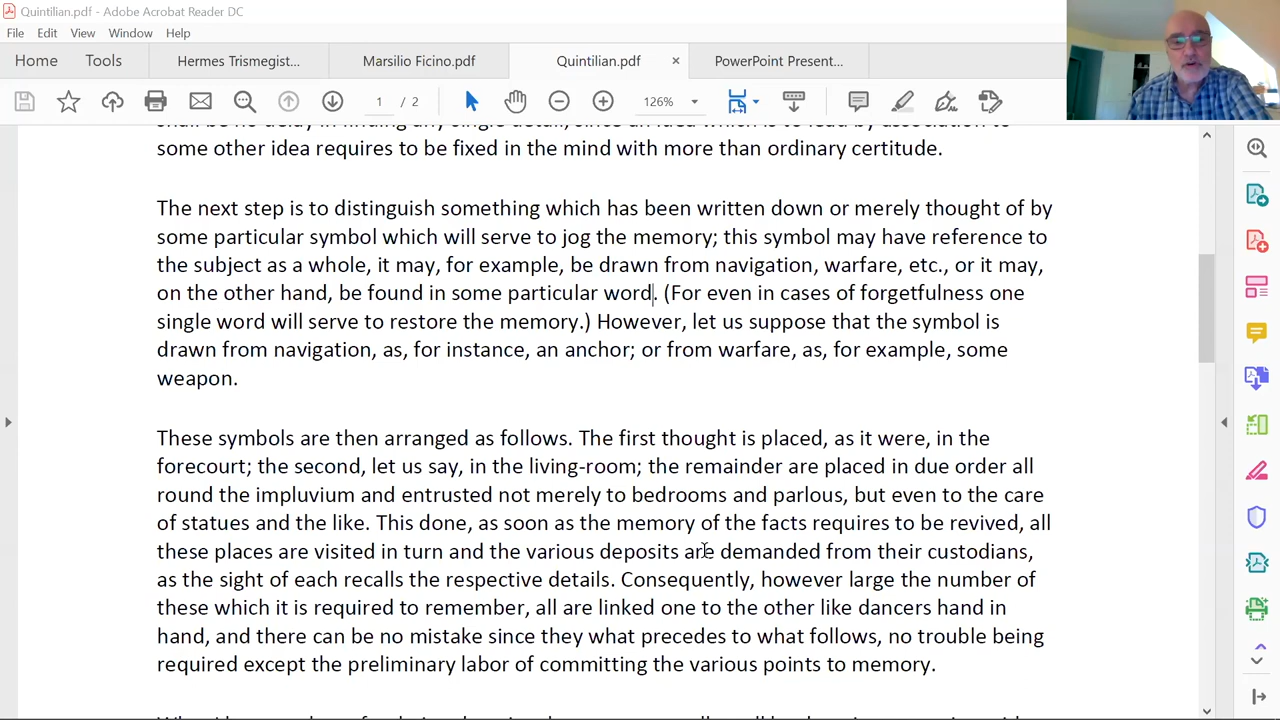 Quintilian.pdf - Adobe Acrobat Reader DC
File Edit View Window Help
Home Tools Hermes Trismegist... Marsilio Ficino.pdf Quintilian.pdf × PowerPoint Present...
1 / 2 126%
some other idea requires to be fixed in the mind with more than ordinary certitude.
The next step is to distinguish something which has been written down or merely thought of by
some particular symbol which will serve to jog the memory; this symbol may have reference to
the subject as a whole, it may, for example, be drawn from navigation, warfare, etc., or it may,
on the other hand, be found in some particular word. (For even in cases of forgetfulness one
single word will serve to restore the memory.) However, let us suppose that the symbol is
drawn from navigation, as, for instance, an anchor; or from warfare, as, for example, some
weapon.
These symbols are then arranged as follows. The first thought is placed, as it were, in the
forecourt; the second, let us say, in the living-room; the remainder are placed in due order all
round the impluvium and entrusted not merely to bedrooms and parlous, but even to the care
of statues and the like. This done, as soon as the memory of the facts requires to be revived, all
these places are visited in turn and the various deposits are demanded from their custodians,
as the sight of each recalls the respective details. Consequently, however large the number of
these which it is required to remember, all are linked one to the other like dancers hand in
hand, and there can be no mistake since they what precedes to what follows, no trouble being
required except the preliminary labor of committing the various points to memory.